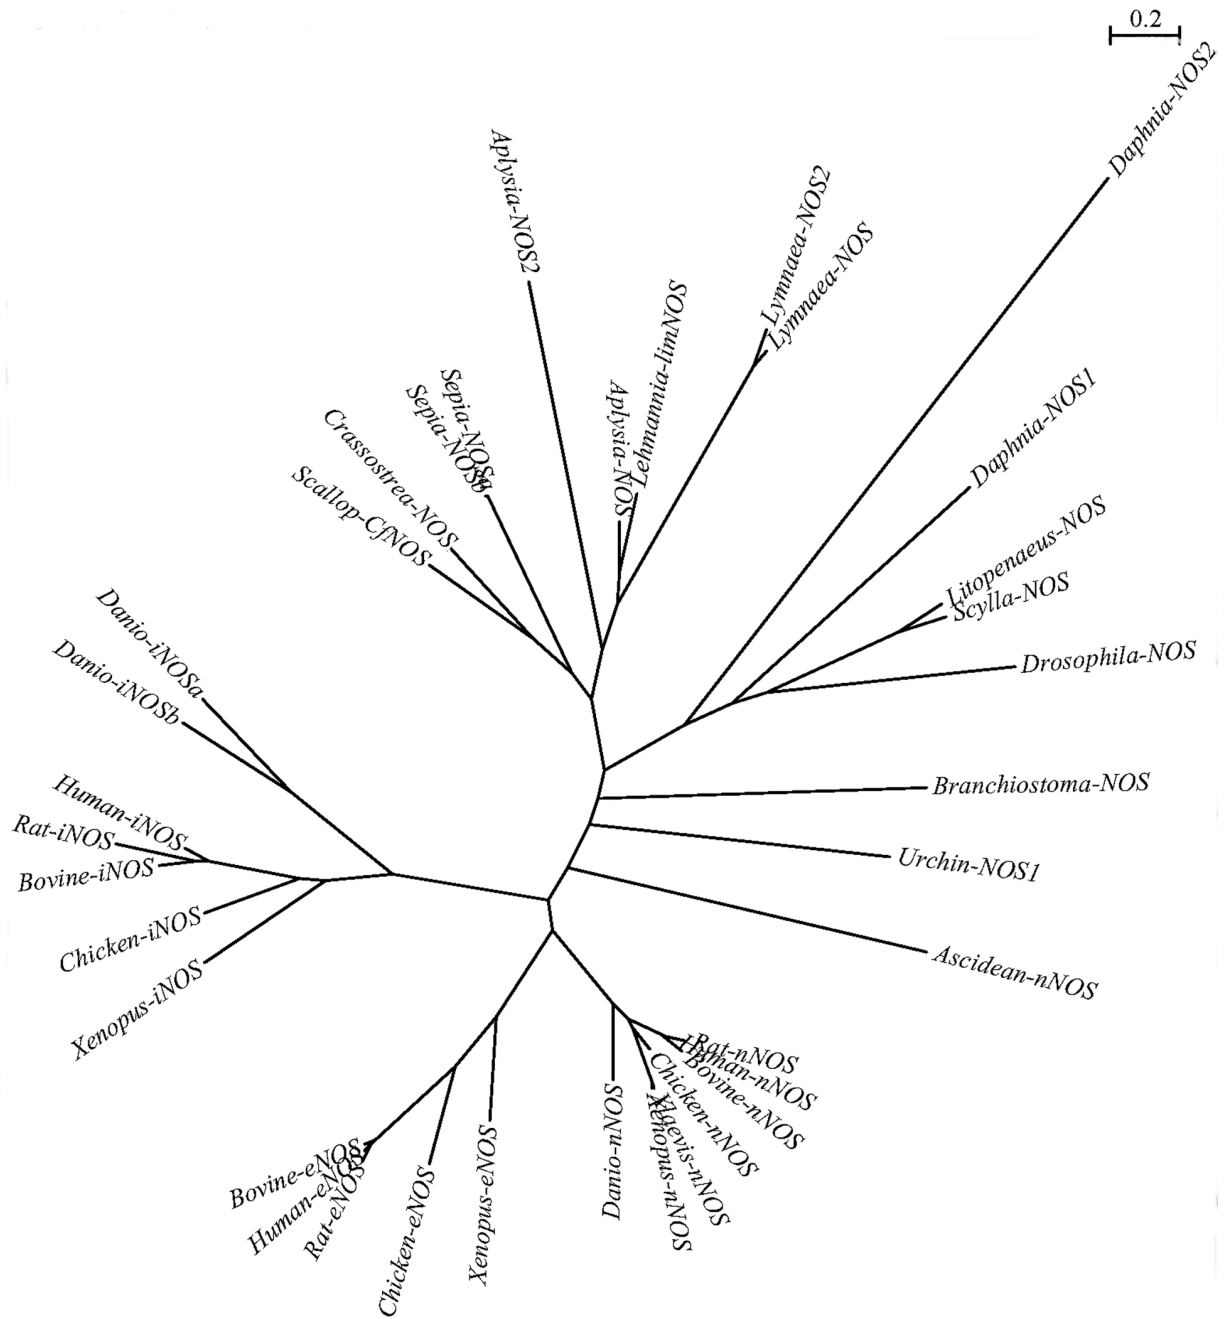 0.2
Daphnia-NOS2
Aplysia-NOS2
Lymnaea-NOS2
Lymnaea-NOS
Lehmannia-limNOS
Aplysia-NOS
Sepia-NOSa
Sepia-NOSb
Crassostrea-NOS
Scallop-CfNOS
Daphnia-NOS1
Litopenaeus-NOS
Scylla-NOS
Drosophila-NOS
Danio-iNOSa
Danio-iNOSb
Branchiostoma-NOS
Human-iNOS
Rat-iNOS
Bovine-iNOS
Urchin-NOS1
Chicken-iNOS
Xenopus-iNOS
Ascidean-nNOS
Rat-nNOS
Human-nNOS
Bovine-nNOS
Chicken-nNOS
Xlaevis-nNOS
Xenopus-nNOS
Danio-nNOS
Bovine-eNOS
Human-eNOS
Rat-eNOS
Chicken-eNOS
Xenopus-eNOS